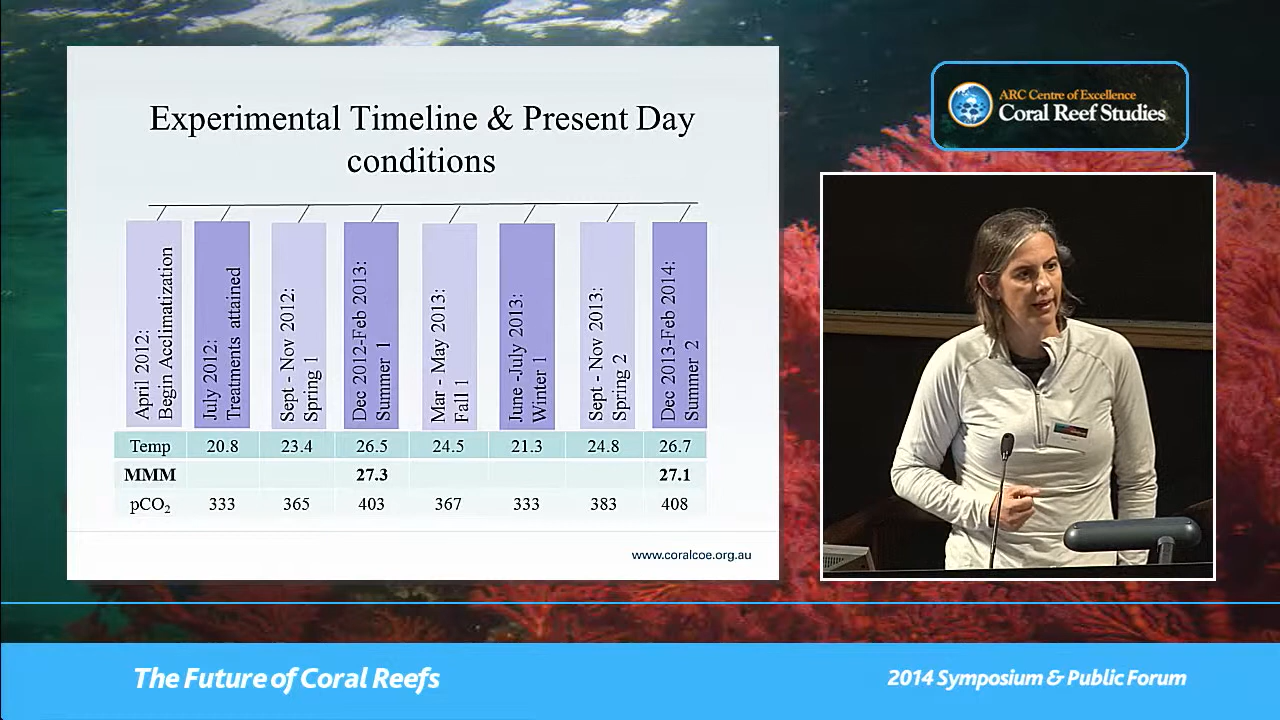 Experimental Timeline & Present Day
conditions
April 2012:
Begin Acclimatization
July 2012:
Treatments attained
Sept - Nov 2012:
Spring 1
Dec 2012-Feb 2013:
Summer 1
Mar - May 2013:
Fall 1
June -July 2013:
Winter 1
Sept - Nov 2013:
Spring 2
Dec 2013-Feb 2014:
Summer 2
Temp 20.8 23.4 26.5 24.5 21.3 24.8 26.7
MMM 27.3 27.1
pCO₂ 333 365 403 367 333 383 408
www.coralcoe.org.au
ARC Centre of Excellence
Coral Reef Studies
The Future of Coral Reefs
2014 Symposium & Public Forum